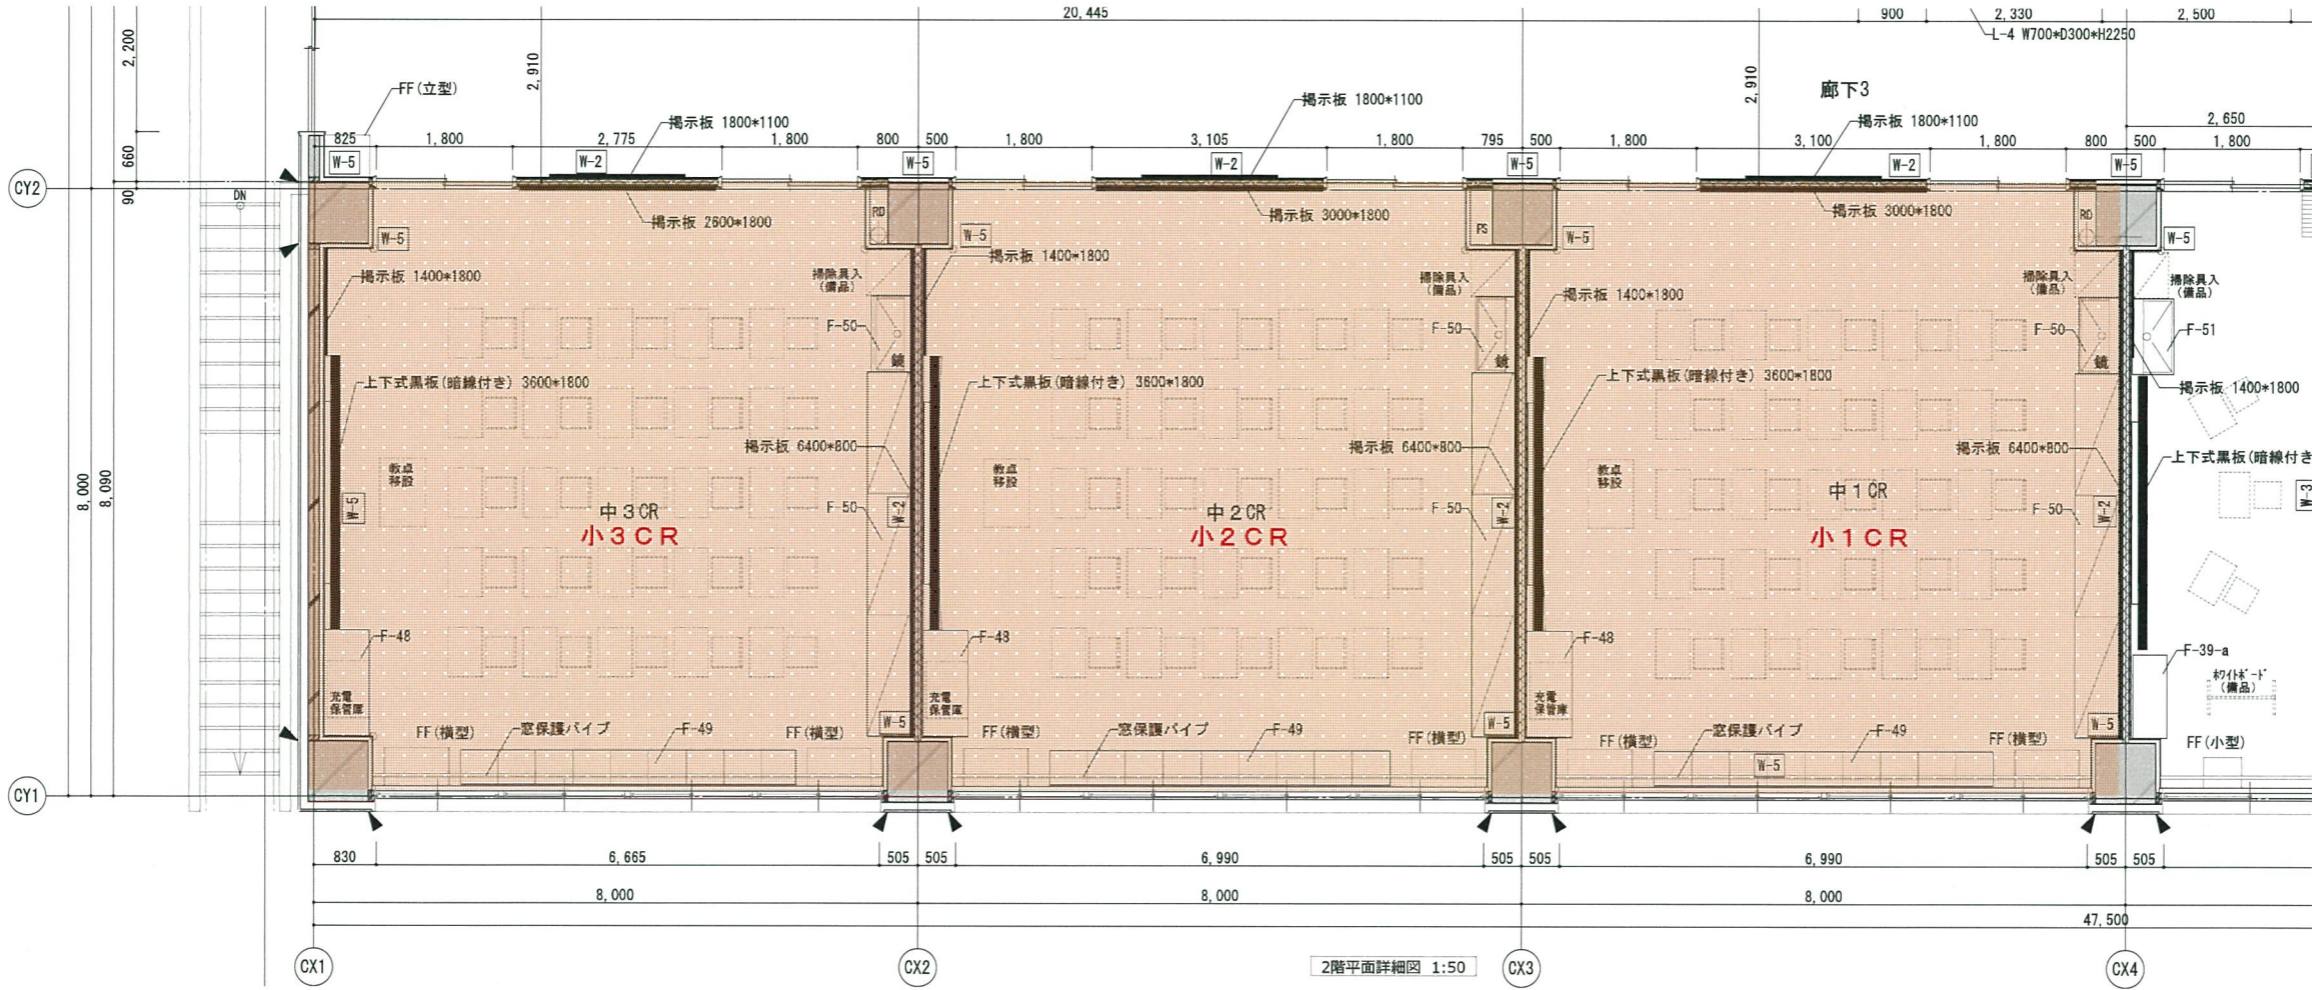 20,445
900
2,330
2,500
L-4 W700*D300*H2250
2,200
2,910
2,910
FF(立型)
廊下3
掲示板 1800*1100
掲示板 1800*1100
掲示板 1800*1100
2,650
825
1,800
2,775
1,800
800
500
1,800
3,105
1,800
795
500
1,800
3,100
1,800
800
500
1,800
660
W-5
W-2
W-5
W-2
W-5
W-2
W-5
CY2
90
DN
RD
PS
RD
掲示板 2600*1800
掲示板 3000*1800
掲示板 3000*1800
W-5
W-5
W-5
W-5
掲示板 1400*1800
掃除具入
(備品)
掲示板 1400*1800
掃除具入
(備品)
掲示板 1400*1800
掃除具入
(備品)
掃除具入
(備品)
F-50
F-50
F-50
F-51
鏡
鏡
鏡
上下式黒板(暗線付き) 3600*1800
上下式黒板(暗線付き) 3600*1800
上下式黒板(暗線付き) 3600*1800
掲示板 1400*1800
掲示板 6400*800
掲示板 6400*800
掲示板 6400*800
上下式黒板(暗線付き
8,000
8,090
教卓
移設
教卓
移設
教卓
移設
W-5
中3CR
小3CR
F-50
W-2
中2CR
小2CR
F-50
W-2
中1CR
小1CR
F-50
W-2
W-3
F-48
F-48
F-48
F-39-a
充電
保管庫
充電
保管庫
充電
保管庫
ホワイトボード
(備品)
FF(横型)
窓保護パイプ
F-49
FF(横型)
W-5
FF(横型)
窓保護パイプ
F-49
FF(横型)
W-5
FF(横型)
窓保護パイプ
F-49
W-5
FF(横型)
W-5
FF(小型)
CY1
830
6,665
505
505
6,990
505
505
6,990
505
505
8,000
8,000
8,000
47,500
CX1
CX2
2階平面詳細図 1:50
CX3
CX4